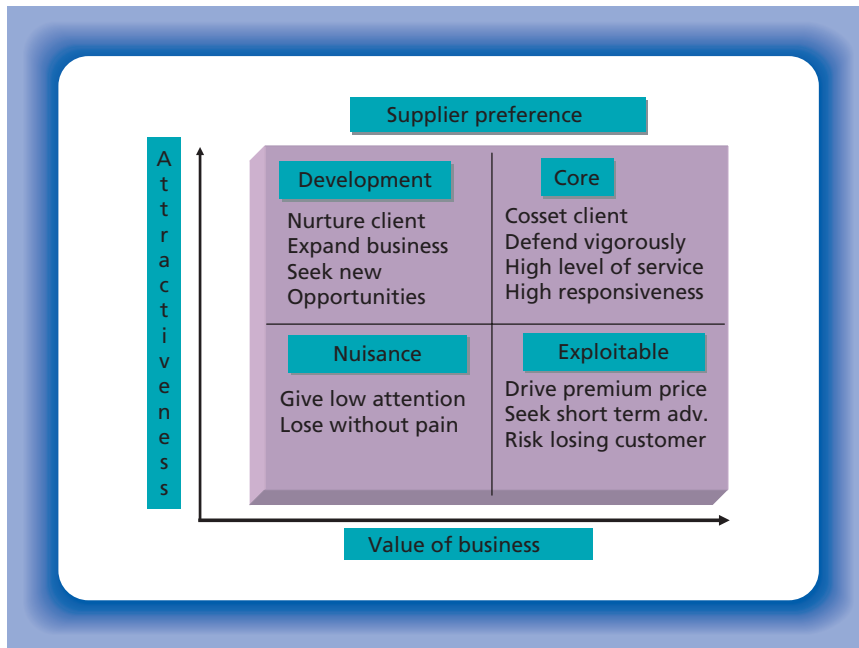 Supplier preference
Attractiveness
Development
Nurture client
Expand business
Seek new
Opportunities
Core
Cosset client
Defend vigorously
High level of service
High responsiveness
Nuisance
Give low attention
Lose without pain
Exploitable
Drive premium price
Seek short term adv.
Risk losing customer
Value of business